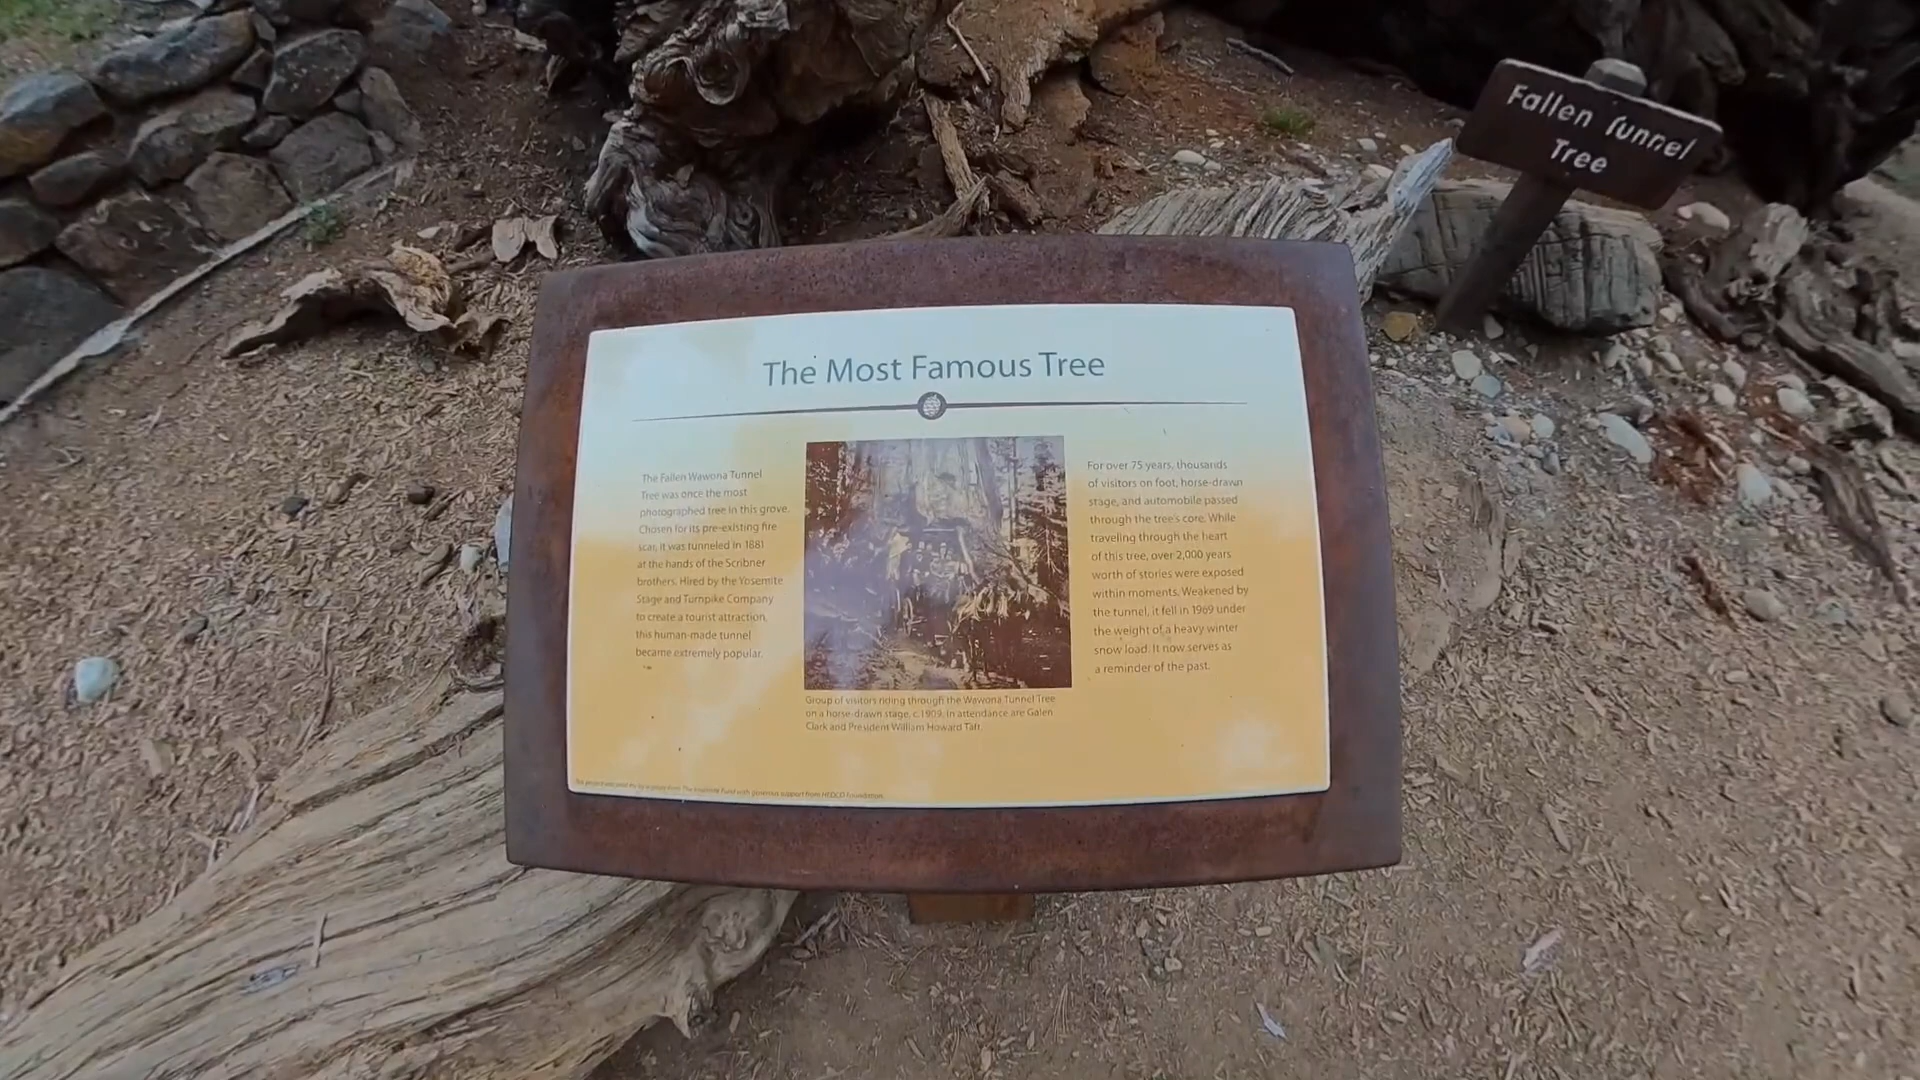 Fallen Tunnel
Tree
The Most Famous Tree
The Fallen Wawona Tunnel
Tree was once the most
photographed tree in this grove.
Chosen for its pre-existing fire
scar, it was tunneled in 1881
at the hands of the Scribner
brothers. Hired by the Yosemite
Stage and Turnpike Company
to create a tourist attraction,
this human-made tunnel
became extremely popular.
Group of visitors riding through the Wawona Tunnel Tree
on a horse-drawn stage, c.1909. In attendance are Galen
Clark and President William Howard Taft.
For over 75 years, thousands
of visitors on foot, horse-drawn
stage, and automobile passed
through the tree's core. While
traveling through the heart
of this tree, over 2,000 years
worth of stories were exposed
within moments. Weakened by
the tunnel, it fell in 1969 under
the weight of a heavy winter
snow load. It now serves as
a reminder of the past.
with generous support from HEDCO Foundation.